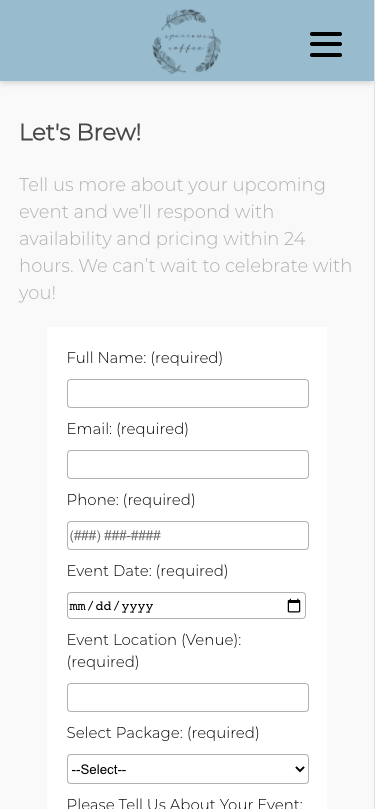 coffee
Let's Brew!
Tell us more about your upcoming
event and we'll respond with
availability and pricing within 24
hours. We can't wait to celebrate with
you!
Full Name: (required)
Email: (required)
Phone: (required)
(###) ###-####
Event Date: (required)
mm/dd/yyyy
Event Location (Venue):
(required)
Select Package: (required)
--Select--
Please Tell Us About Your Event: